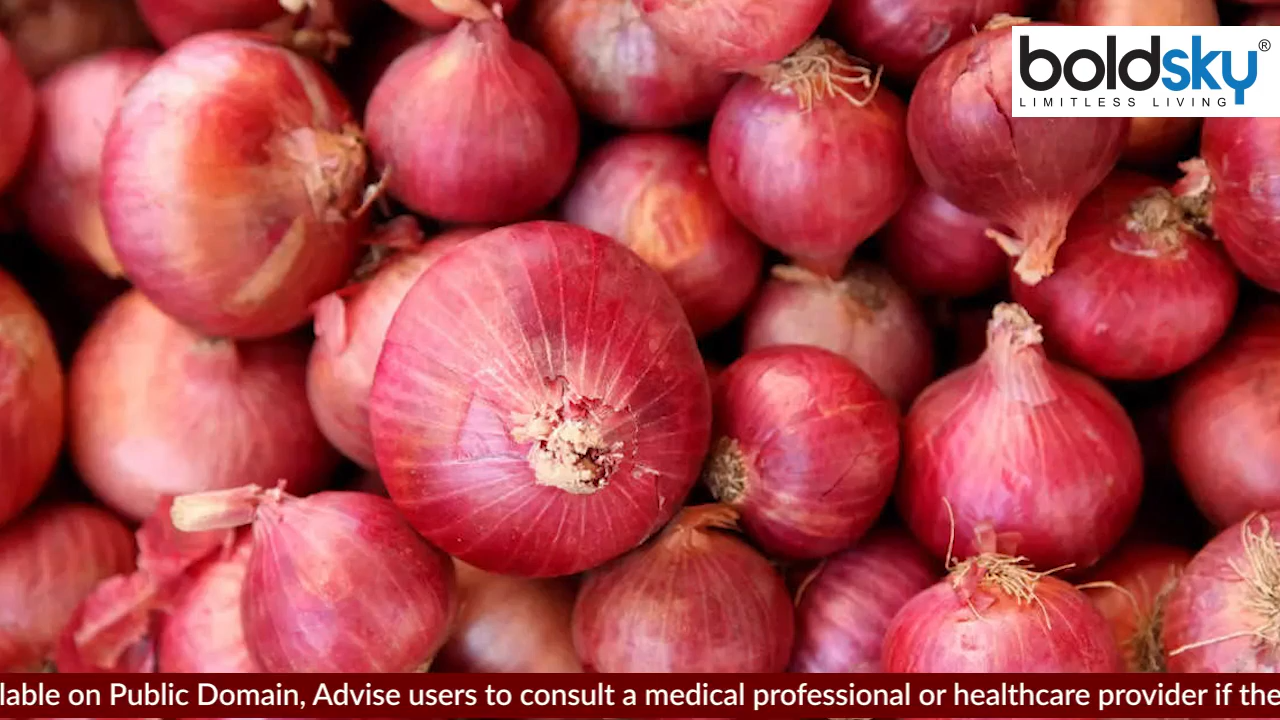 boldsky®
LIMITLESS LIVING
lable on Public Domain, Advise users to consult a medical professional or healthcare provider if the